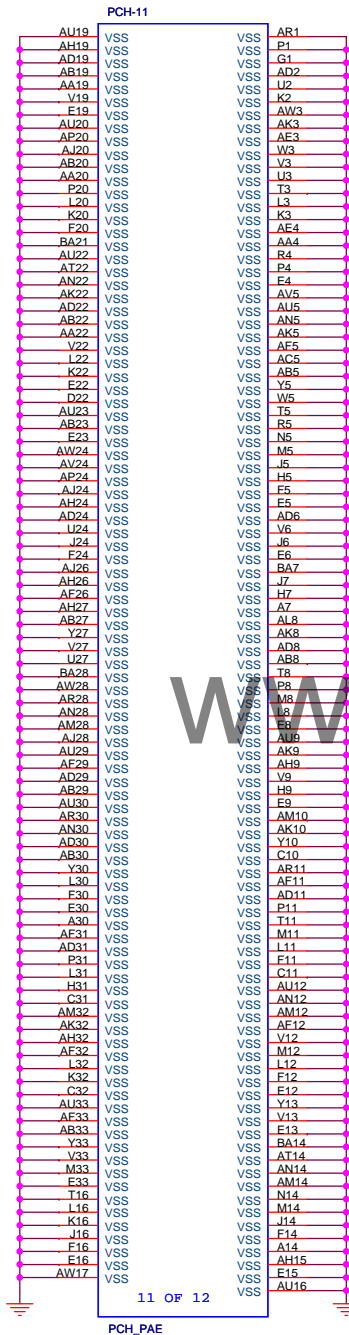 PCH-11
AU19 VSS VSS AR1
AH19 VSS VSS P1
AD19 VSS VSS G1
AB19 VSS VSS AD2
AA19 VSS VSS U2
V19 VSS VSS K2
E19 VSS VSS AW3
AU20 VSS VSS AK3
AP20 VSS VSS AE3
AJ20 VSS VSS W3
AB20 VSS VSS V3
AA20 VSS VSS U3
P20 VSS VSS T3
L20 VSS VSS L3
K20 VSS VSS K3
F20 VSS VSS AE4
BA21 VSS VSS AA4
AU22 VSS VSS R4
AT22 VSS VSS P4
AN22 VSS VSS E4
AK22 VSS VSS AV5
AD22 VSS VSS AU5
AB22 VSS VSS AN5
AA22 VSS VSS AK5
V22 VSS VSS AF5
L22 VSS VSS AC5
K22 VSS VSS AB5
E22 VSS VSS Y5
D22 VSS VSS W5
AU23 VSS VSS T5
AB23 VSS VSS R5
E23 VSS VSS N5
AW24 VSS VSS M5
AV24 VSS VSS J5
AP24 VSS VSS H5
AJ24 VSS VSS F5
AH24 VSS VSS E5
AD24 VSS VSS AD6
U24 VSS VSS V6
J24 VSS VSS J6
F24 VSS VSS E6
AJ26 VSS VSS BA7
AH26 VSS VSS J7
AF26 VSS VSS H7
AH27 VSS VSS A7
AB27 VSS VSS AL8
Y27 VSS VSS AK8
V27 VSS VSS AD8
U27 VSS VSS AB8
BA28 VSS VSS T8
AW28 VSS VSS P8
AR28 VSS VSS M8
AN28 VSS VSS L8
AM28 VSS VSS E8
AJ28 VSS VSS AU9
AU29 VSS VSS AK9
AF29 VSS VSS AH9
AD29 VSS VSS V9
AB29 VSS VSS H9
AU30 VSS VSS E9
AR30 VSS VSS AM10
AN30 VSS VSS AK10
AD30 VSS VSS Y10
AB30 VSS VSS C10
Y30 VSS VSS AR11
L30 VSS VSS AF11
F30 VSS VSS AD11
E30 VSS VSS P11
A30 VSS VSS T11
AF31 VSS VSS M11
AD31 VSS VSS L11
P31 VSS VSS F11
L31 VSS VSS C11
H31 VSS VSS AU12
C31 VSS VSS AN12
AM32 VSS VSS AM12
AK32 VSS VSS AF12
AH32 VSS VSS V12
AF32 VSS VSS M12
L32 VSS VSS L12
K32 VSS VSS F12
C32 VSS VSS E12
AU33 VSS VSS Y13
AF33 VSS VSS V13
AB33 VSS VSS E13
Y33 VSS VSS BA14
V33 VSS VSS AT14
M33 VSS VSS AN14
E33 VSS VSS AM14
T16 VSS VSS N14
L16 VSS VSS M14
K16 VSS VSS J14
J16 VSS VSS F14
F16 VSS VSS A14
E16 VSS VSS AH15
AW17 VSS VSS E15
VSS AU16
11 OF 12
PCH_PAE
WW